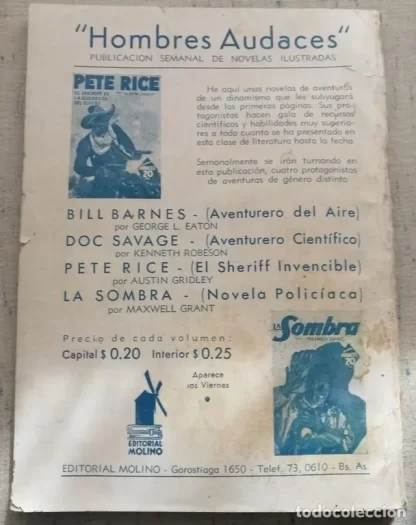 "Hombres Audaces"
PUBLICACION SEMANAL DE NOVELAS ILUSTRADAS
PETE RICE
20
He aquí unas novelas de aventuras
de un dinamismo que les subyugará
desde las primeras páginas. Sus pro-
tagonistas hacen gala de recursos
científicos y habilidades muy superio-
res a todo cuanto se ha presentado en
esta clase de literatura hasta la fecha.
Semanalmente se irán turnando en
esta publicación, cuatro protagonistas
de aventuras de género distinto.
BILL BARNES - (Aventurero del Aire)
por GEORGE L. EATON
DOC SAVAGE - (Aventurero Científico)
por KENNETH ROBESON
PETE RICE - (El Sheriff Invencible)
por AUSTIN GRIDLEY
LA SOMBRA - (Novela Policíaca)
por MAXWELL GRANT
Precio de cada volumen:
Capital $ 0.20 Interior $ 0.25
Aparece
los Viernes
EDITORIAL
MOLINO
LA Sombra
EDITORIAL MOLINO - Gorostiaga 1650 - Telef. 73, 0610 - Bs. As.
todocoleccion